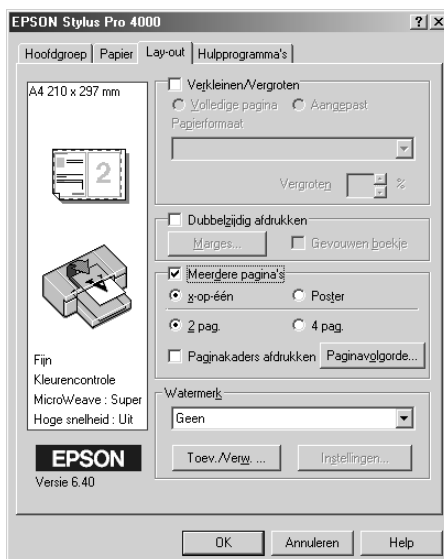 EPSON Stylus Pro 4000
Hoofdgroep Papier Lay-out Hulpprogramma's
A4 210 x 297 mm
2
Fijn
Kleurencontrole
MicroWeave : Super
Hoge snelheid : Uit
EPSON
Versie 6.40
Verkleinen/Vergroten
Volledige pagina Aangepast
Papierformaat
Vergroten %
Dubbelzijdig afdrukken
Marges... Gevouwen boekje
Meerdere pagina's
x-op-één Poster
2 pag. 4 pag.
Paginakaders afdrukken Paginavolgorde...
Watermerk
Geen
Toev./Verw. ... Instellingen...
OK Annuleren Help